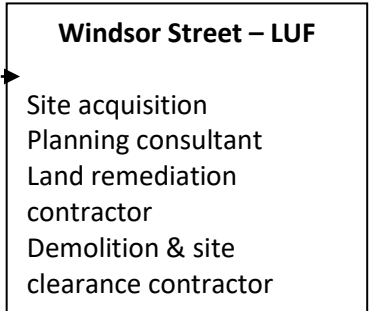 Windsor Street – LUF
Site acquisition
Planning consultant
Land remediation
contractor
Demolition & site
clearance contractor